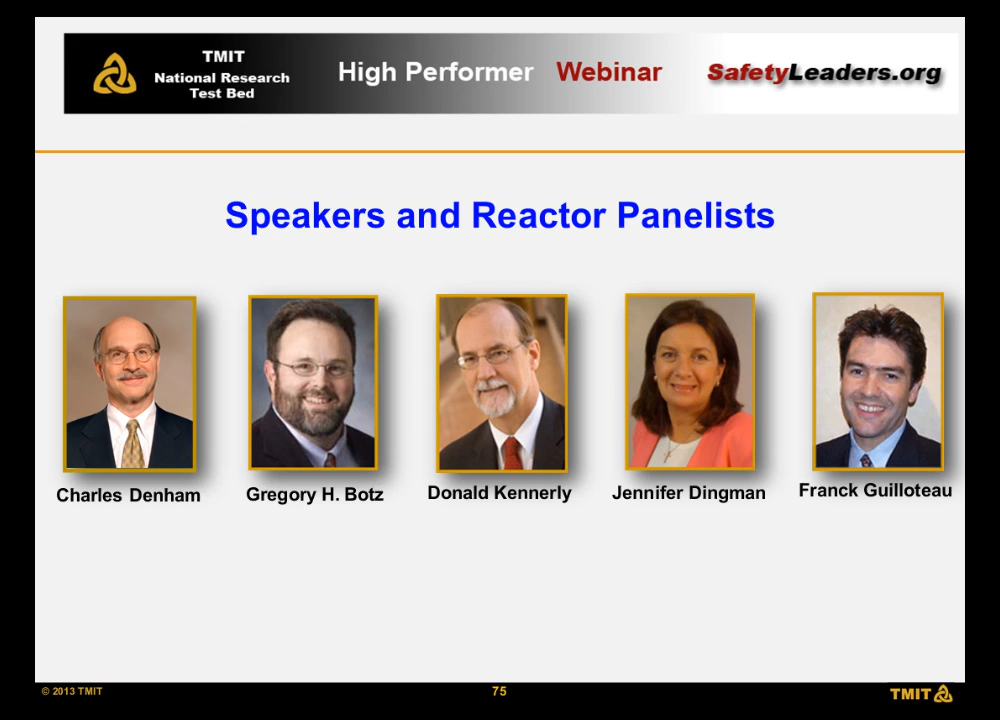 TMIT
National Research
Test Bed
High Performer Webinar
SafetyLeaders.org
Speakers and Reactor Panelists
Charles Denham
Gregory H. Botz
Donald Kennerly
Jennifer Dingman
Franck Guilloteau
© 2013 TMIT
75
TMIT